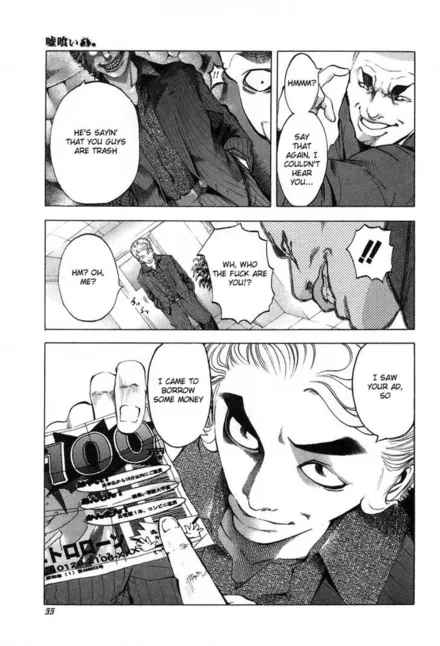 嘘喰い
HMMM?
SAY
THAT
AGAIN, I
COULDN'T
HEAR
YOU...
!!
HE'S SAYIN'
THAT YOU GUYS
ARE TRASH
!!
WH, WHO
THE FUCK ARE
YOU!?
HM? OH,
ME?
I SAW
YOUR AD,
SO
I CAME TO
BORROW
SOME MONEY
100
トロローン
55